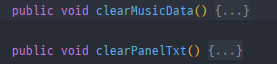 public void clearMusicData() {...}
public void clearPanelTxt() {...}